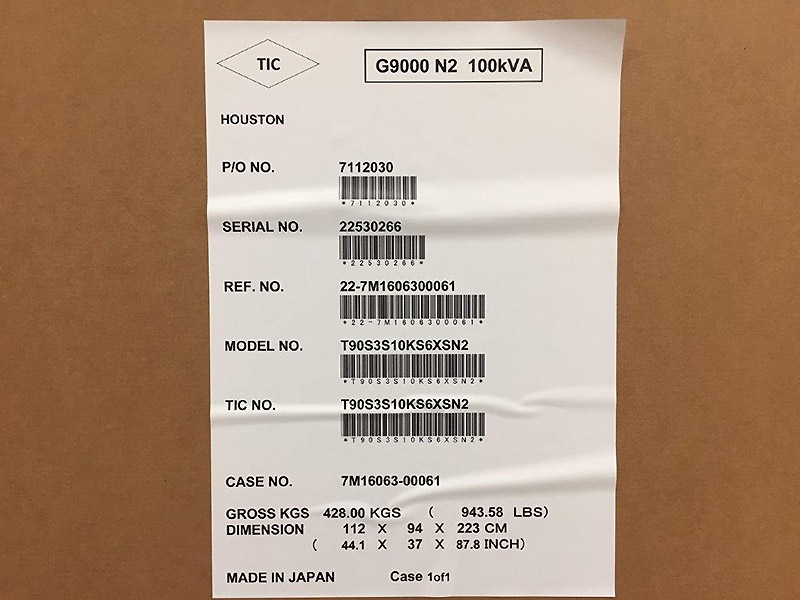 TIC
G9000 N2 100kVA
HOUSTON
P/O NO. 7112030
*7112030*
SERIAL NO. 22530266
*22530266*
REF. NO. 22-7M1606300061
*22-7M1606300061*
MODEL NO. T90S3S10KS6XSN2
*T90S3S10KS6XSN2*
TIC NO. T90S3S10KS6XSN2
*T90S3S10KS6XSN2*
CASE NO. 7M16063-00061
GROSS KGS 428.00 KGS ( 943.58 LBS)
DIMENSION 112 X 94 X 223 CM
( 44.1 X 37 X 87.8 INCH)
MADE IN JAPAN Case 1of1